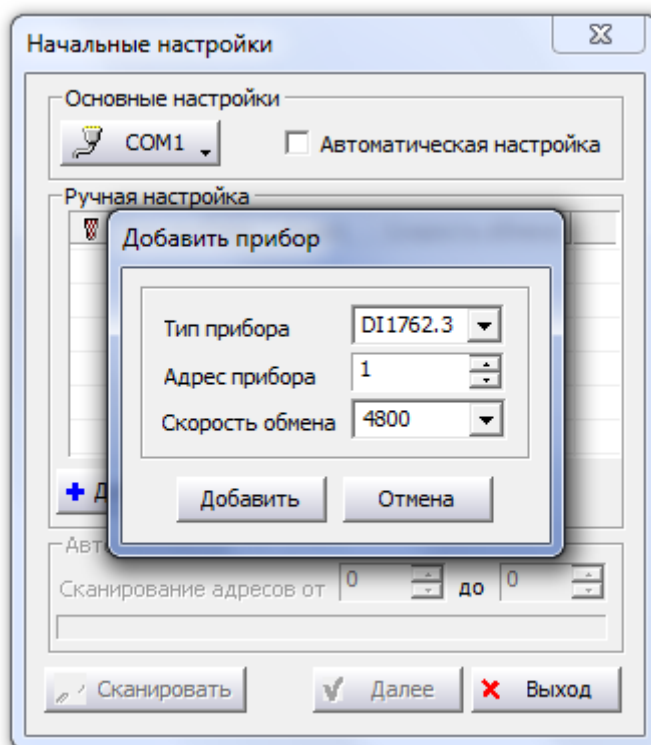 Начальные настройки
Основные настройки
COM1
Автоматическая настройка
Ручная настройка
Добавить прибор
Тип прибора DI1762.3
Адрес прибора 1
Скорость обмена 4800
Добавить Отмена
Сканирование адресов от 0 до 0
Сканировать Далее Выход